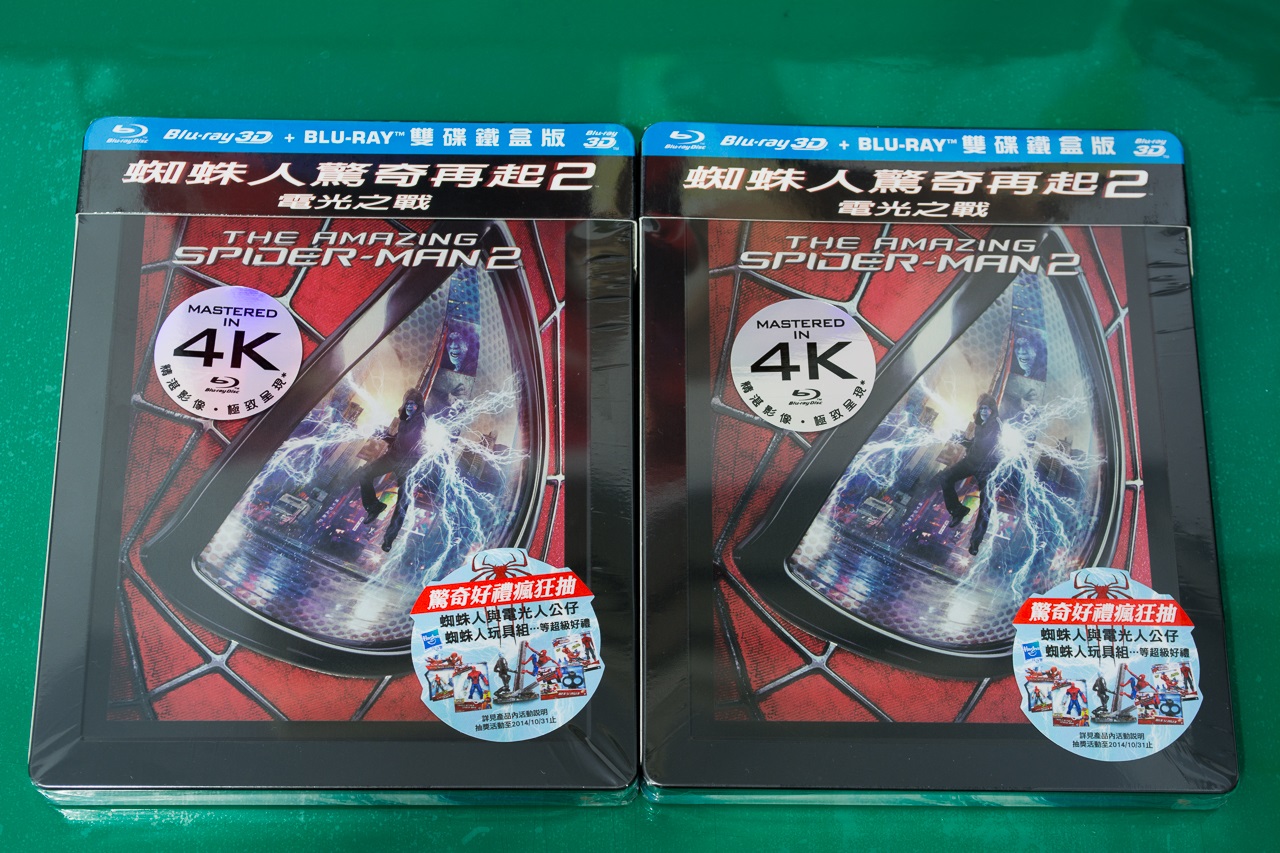 Blu-ray Disc Blu-ray 3D + BLU-RAY™ 雙碟鐵盒版 Blu-ray 3D™
蜘蛛人驚奇再起2
電光之戰
THE AMAZING
SPIDER-MAN 2
MASTERED
IN
4K
Blu-ray Disc
精湛影像・極致呈現*
驚奇好禮瘋狂抽
蜘蛛人與電光人公仔
Hasbro 蜘蛛人玩具組…等超級好禮
詳見產品內活動說明
抽獎活動至2014/10/31止
Blu-ray Disc Blu-ray 3D + BLU-RAY™ 雙碟鐵盒版 Blu-ray 3D™
蜘蛛人驚奇再起2
電光之戰
THE AMAZING
SPIDER-MAN 2
MASTERED
IN
4K
Blu-ray Disc
精湛影像・極致呈現*
驚奇好禮瘋狂抽
蜘蛛人與電光人公仔
Hasbro 蜘蛛人玩具組…等超級好禮
詳見產品內活動說明
抽獎活動至2014/10/31止